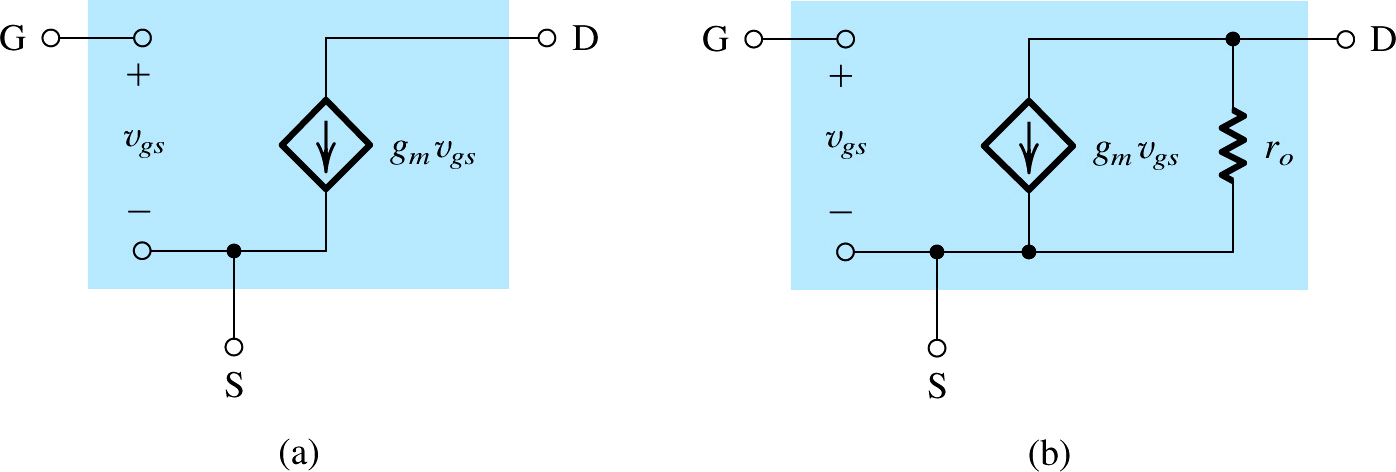 G D G D
+ +
v_gs g_m v_gs v_gs g_m v_gs r_o
− −
S S
(a) (b)